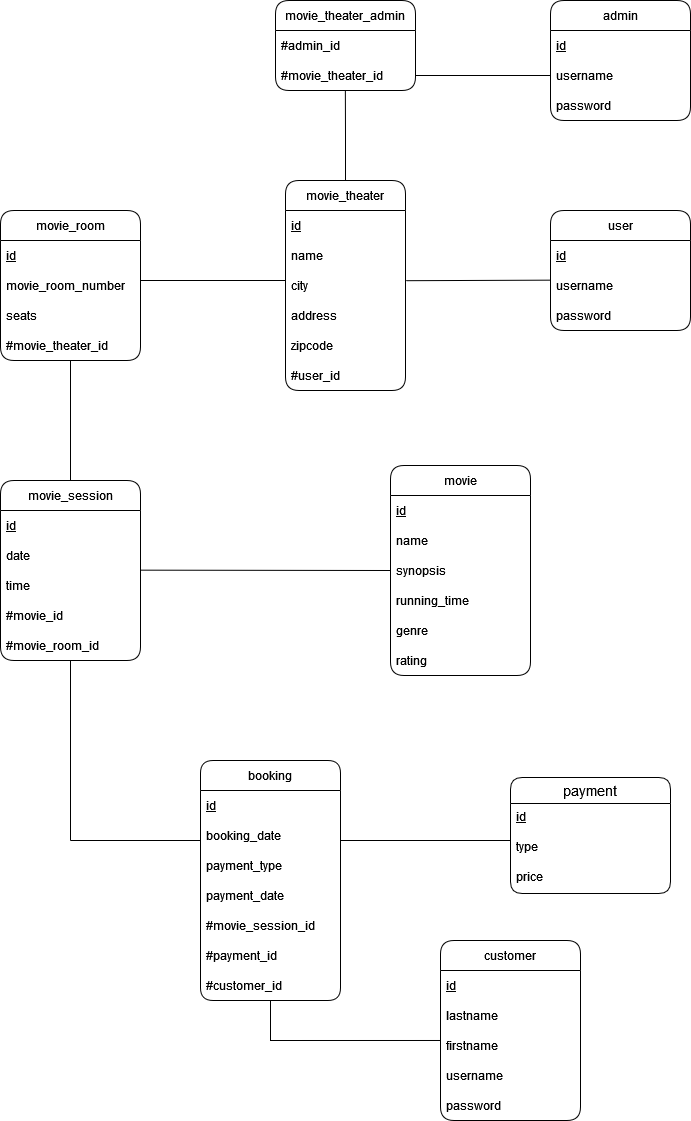 movie_theater_admin
#admin_id
#movie_theater_id
admin
id
username
password
movie_theater
id
name
city
address
zipcode
#user_id
movie_room
id
movie_room_number
seats
#movie_theater_id
user
id
username
password
movie_session
id
date
time
#movie_id
#movie_room_id
movie
id
name
synopsis
running_time
genre
rating
booking
id
booking_date
payment_type
payment_date
#movie_session_id
#payment_id
#customer_id
payment
id
type
price
customer
id
lastname
firstname
username
password